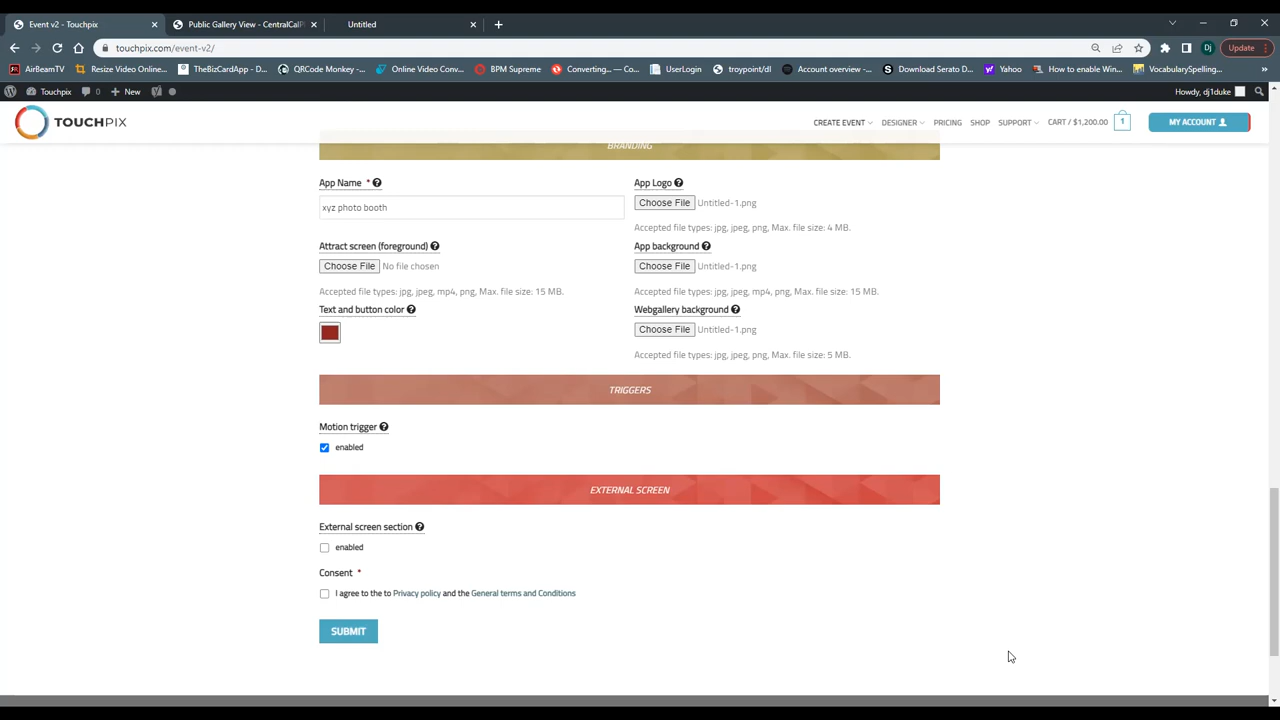 Event v2 - Touchpix
Public Gallery View - CentralCalP
Untitled
touchpix.com/event-v2/
Dj
Update
AirBeamTV
Resize Video Online...
TheBizCardApp - D...
QRCode Monkey -...
Online Video Conv...
BPM Supreme
Converting... — Co...
UserLogin
troypoint/dl
Account overview -...
Download Serato D...
Yahoo
How to enable Win...
VocabularySpelling...
Touchpix
0
New
Howdy, dj1duke
TOUCHPIX
CREATE EVENT
DESIGNER
PRICING
SHOP
SUPPORT
CART / $1,200.00
1
MY ACCOUNT
BRANDING
App Name * ?
App Logo ?
xyz photo booth
Choose File Untitled-1.png
Accepted file types: jpg, jpeg, png, Max. file size: 4 MB.
Attract screen (foreground) ?
App background ?
Choose File No file chosen
Choose File Untitled-1.png
Accepted file types: jpg, jpeg, mp4, png, Max. file size: 15 MB.
Accepted file types: jpg, jpeg, mp4, png, Max. file size: 15 MB.
Text and button color ?
Webgallery background ?
Choose File Untitled-1.png
Accepted file types: jpg, jpeg, png, Max. file size: 5 MB.
TRIGGERS
Motion trigger ?
enabled
EXTERNAL SCREEN
External screen section ?
enabled
Consent *
I agree to the to Privacy policy and the General terms and Conditions
SUBMIT